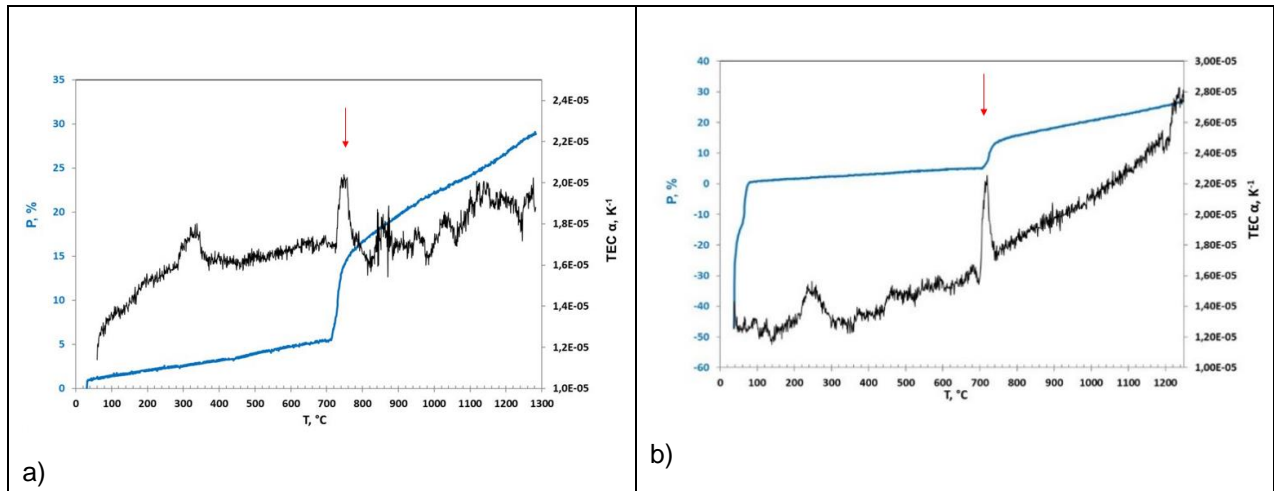 35
30
25
20
15
10
5
0
P, %
2,4E-05
2,2E-05
2,0E-05
1,8E-05
1,6E-05
1,4E-05
1,2E-05
1,0E-05
TEC α, K⁻¹
0 100 200 300 400 500 600 700 800 900 1000 1100 1200 1300
T, °C
a)
40
30
20
10
0
-10
-20
-30
-40
-50
-60
P, %
3,00E-05
2,80E-05
2,60E-05
2,40E-05
2,20E-05
2,00E-05
1,80E-05
1,60E-05
1,40E-05
1,20E-05
1,00E-05
TEC α, K⁻¹
0 100 200 300 400 500 600 700 800 900 1000 1100 1200
T, °C
b)